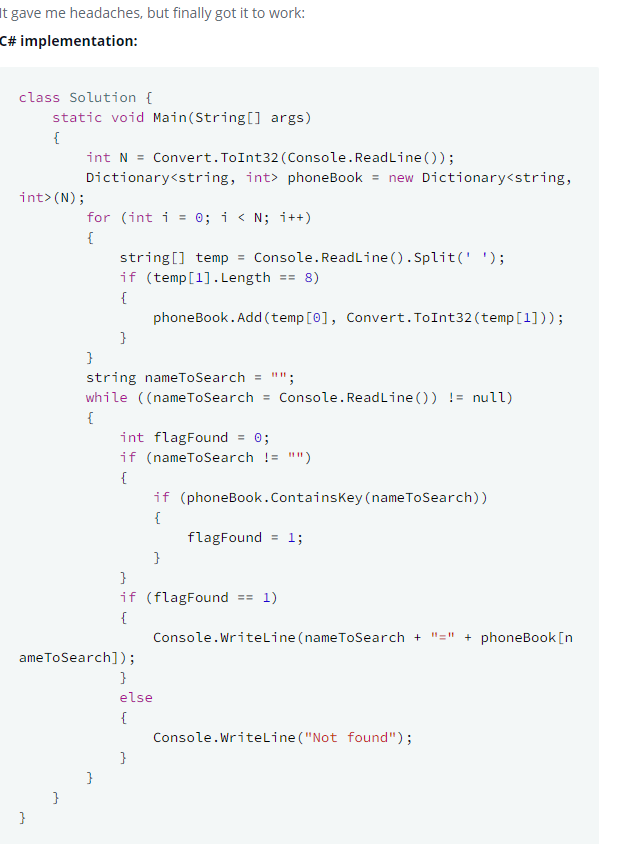 It gave me headaches, but finally got it to work:
C# implementation:
class Solution {
    static void Main(String[] args)
    {
        int N = Convert.ToInt32(Console.ReadLine());
        Dictionary<string, int> phoneBook = new Dictionary<string,
int>(N);
        for (int i = 0; i < N; i++)
        {
            string[] temp = Console.ReadLine().Split(' ');
            if (temp[1].Length == 8)
            {
                phoneBook.Add(temp[0], Convert.ToInt32(temp[1]));
            }
        }
        string nameToSearch = "";
        while ((nameToSearch = Console.ReadLine()) != null)
        {
            int flagFound = 0;
            if (nameToSearch != "")
            {
                if (phoneBook.ContainsKey(nameToSearch))
                {
                    flagFound = 1;
                }
            }
            if (flagFound == 1)
            {
                Console.WriteLine(nameToSearch + "=" + phoneBook[n
ameToSearch]);
            }
            else
            {
                Console.WriteLine("Not found");
            }
        }
    }
}